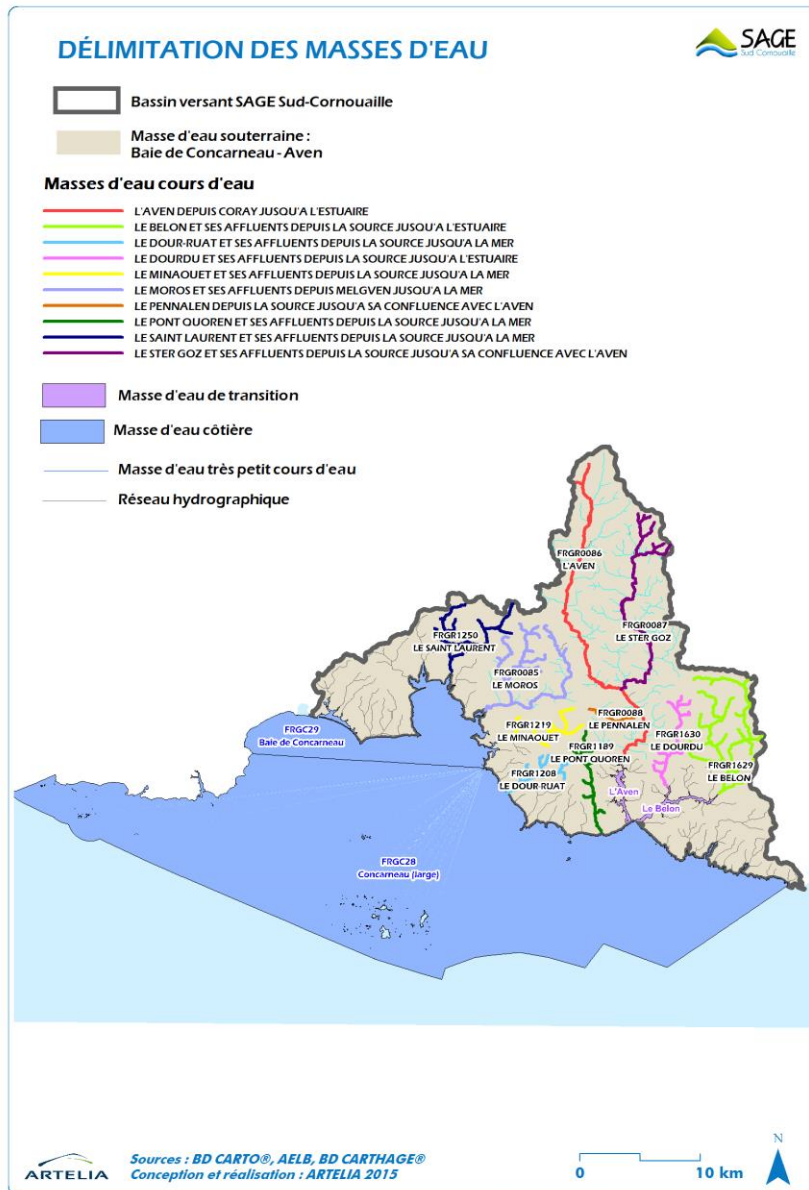 DÉLIMITATION DES MASSES D'EAU
SAGE
Sud Cornouaille
Bassin versant SAGE Sud-Cornouaille
Masse d'eau souterraine :
Baie de Concarneau - Aven
Masses d'eau cours d'eau
L'AVEN DEPUIS CORAY JUSQU'A L'ESTUAIRE
LE BELON ET SES AFFLUENTS DEPUIS LA SOURCE JUSQU'A L'ESTUAIRE
LE DOUR-RUAT ET SES AFFLUENTS DEPUIS LA SOURCE JUSQU'A LA MER
LE DOURDU ET SES AFFLUENTS DEPUIS LA SOURCE JUSQU'A L'ESTUAIRE
LE MINAOUET ET SES AFFLUENTS DEPUIS LA SOURCE JUSQU'A LA MER
LE MOROS ET SES AFFLUENTS DEPUIS MELGVEN JUSQU'A LA MER
LE PENNALEN DEPUIS LA SOURCE JUSQU'A SA CONFLUENCE AVEC L'AVEN
LE PONT QUOREN ET SES AFFLUENTS DEPUIS LA SOURCE JUSQU'A LA MER
LE SAINT LAURENT ET SES AFFLUENTS DEPUIS LA SOURCE JUSQU'A LA MER
LE STER GOZ ET SES AFFLUENTS DEPUIS LA SOURCE JUSQU'A SA CONFLUENCE AVEC L'AVEN
Masse d'eau de transition
Masse d'eau côtière
Masse d'eau très petit cours d'eau
Réseau hydrographique
FRGR0086
L'AVEN
FRGR0087
LE STER GOZ
FRGR1250
LE SAINT LAURENT
FRGR0085
LE MOROS
FRGR0088
LE PENNALEN
FRGR1219
LE MINAOUET
FRGR1630
LE DOURDU
FRGR1189
LE PONT QUOREN
FRGR1629
LE BELON
FRGR1208
LE DOUR-RUAT
L'Aven
Le Belon
FRGC29
Baie de Concarneau
FRGC28
Concarneau (large)
ARTELIA
Sources : BD CARTO®, AELB, BD CARTHAGE®
Conception et réalisation : ARTELIA 2015
0 10 km
N